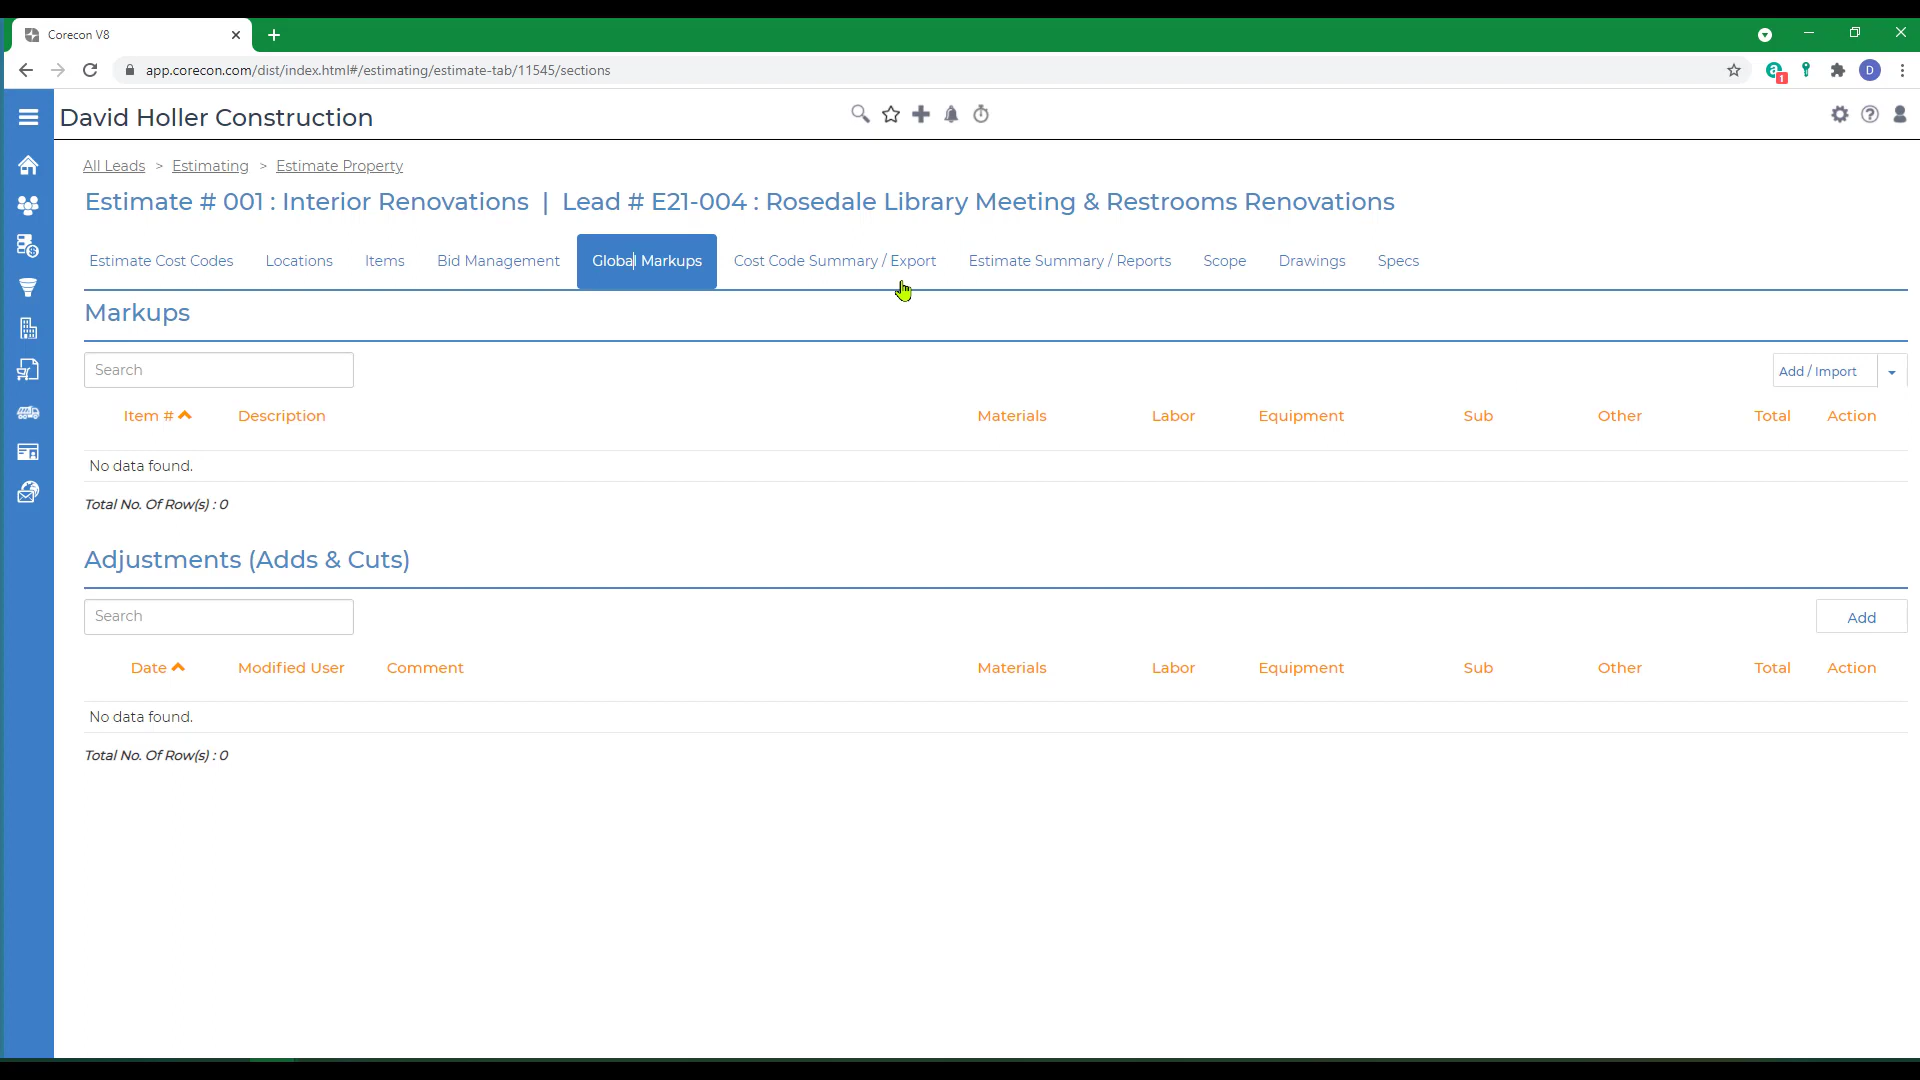 Corecon V8
app.corecon.com/dist/index.html#/estimating/estimate-tab/11545/sections
a 1 D
David Holler Construction
All Leads > Estimating > Estimate Property
Estimate # 001 : Interior Renovations | Lead # E21-004 : Rosedale Library Meeting & Restrooms Renovations
Estimate Cost Codes Locations Items Bid Management Global Markups Cost Code Summary / Export Estimate Summary / Reports Scope Drawings Specs
Markups
Search Add / Import
Item # Description Materials Labor Equipment Sub Other Total Action
No data found.
Total No. Of Row(s) : 0
Adjustments (Adds & Cuts)
Search Add
Date Modified User Comment Materials Labor Equipment Sub Other Total Action
No data found.
Total No. Of Row(s) : 0